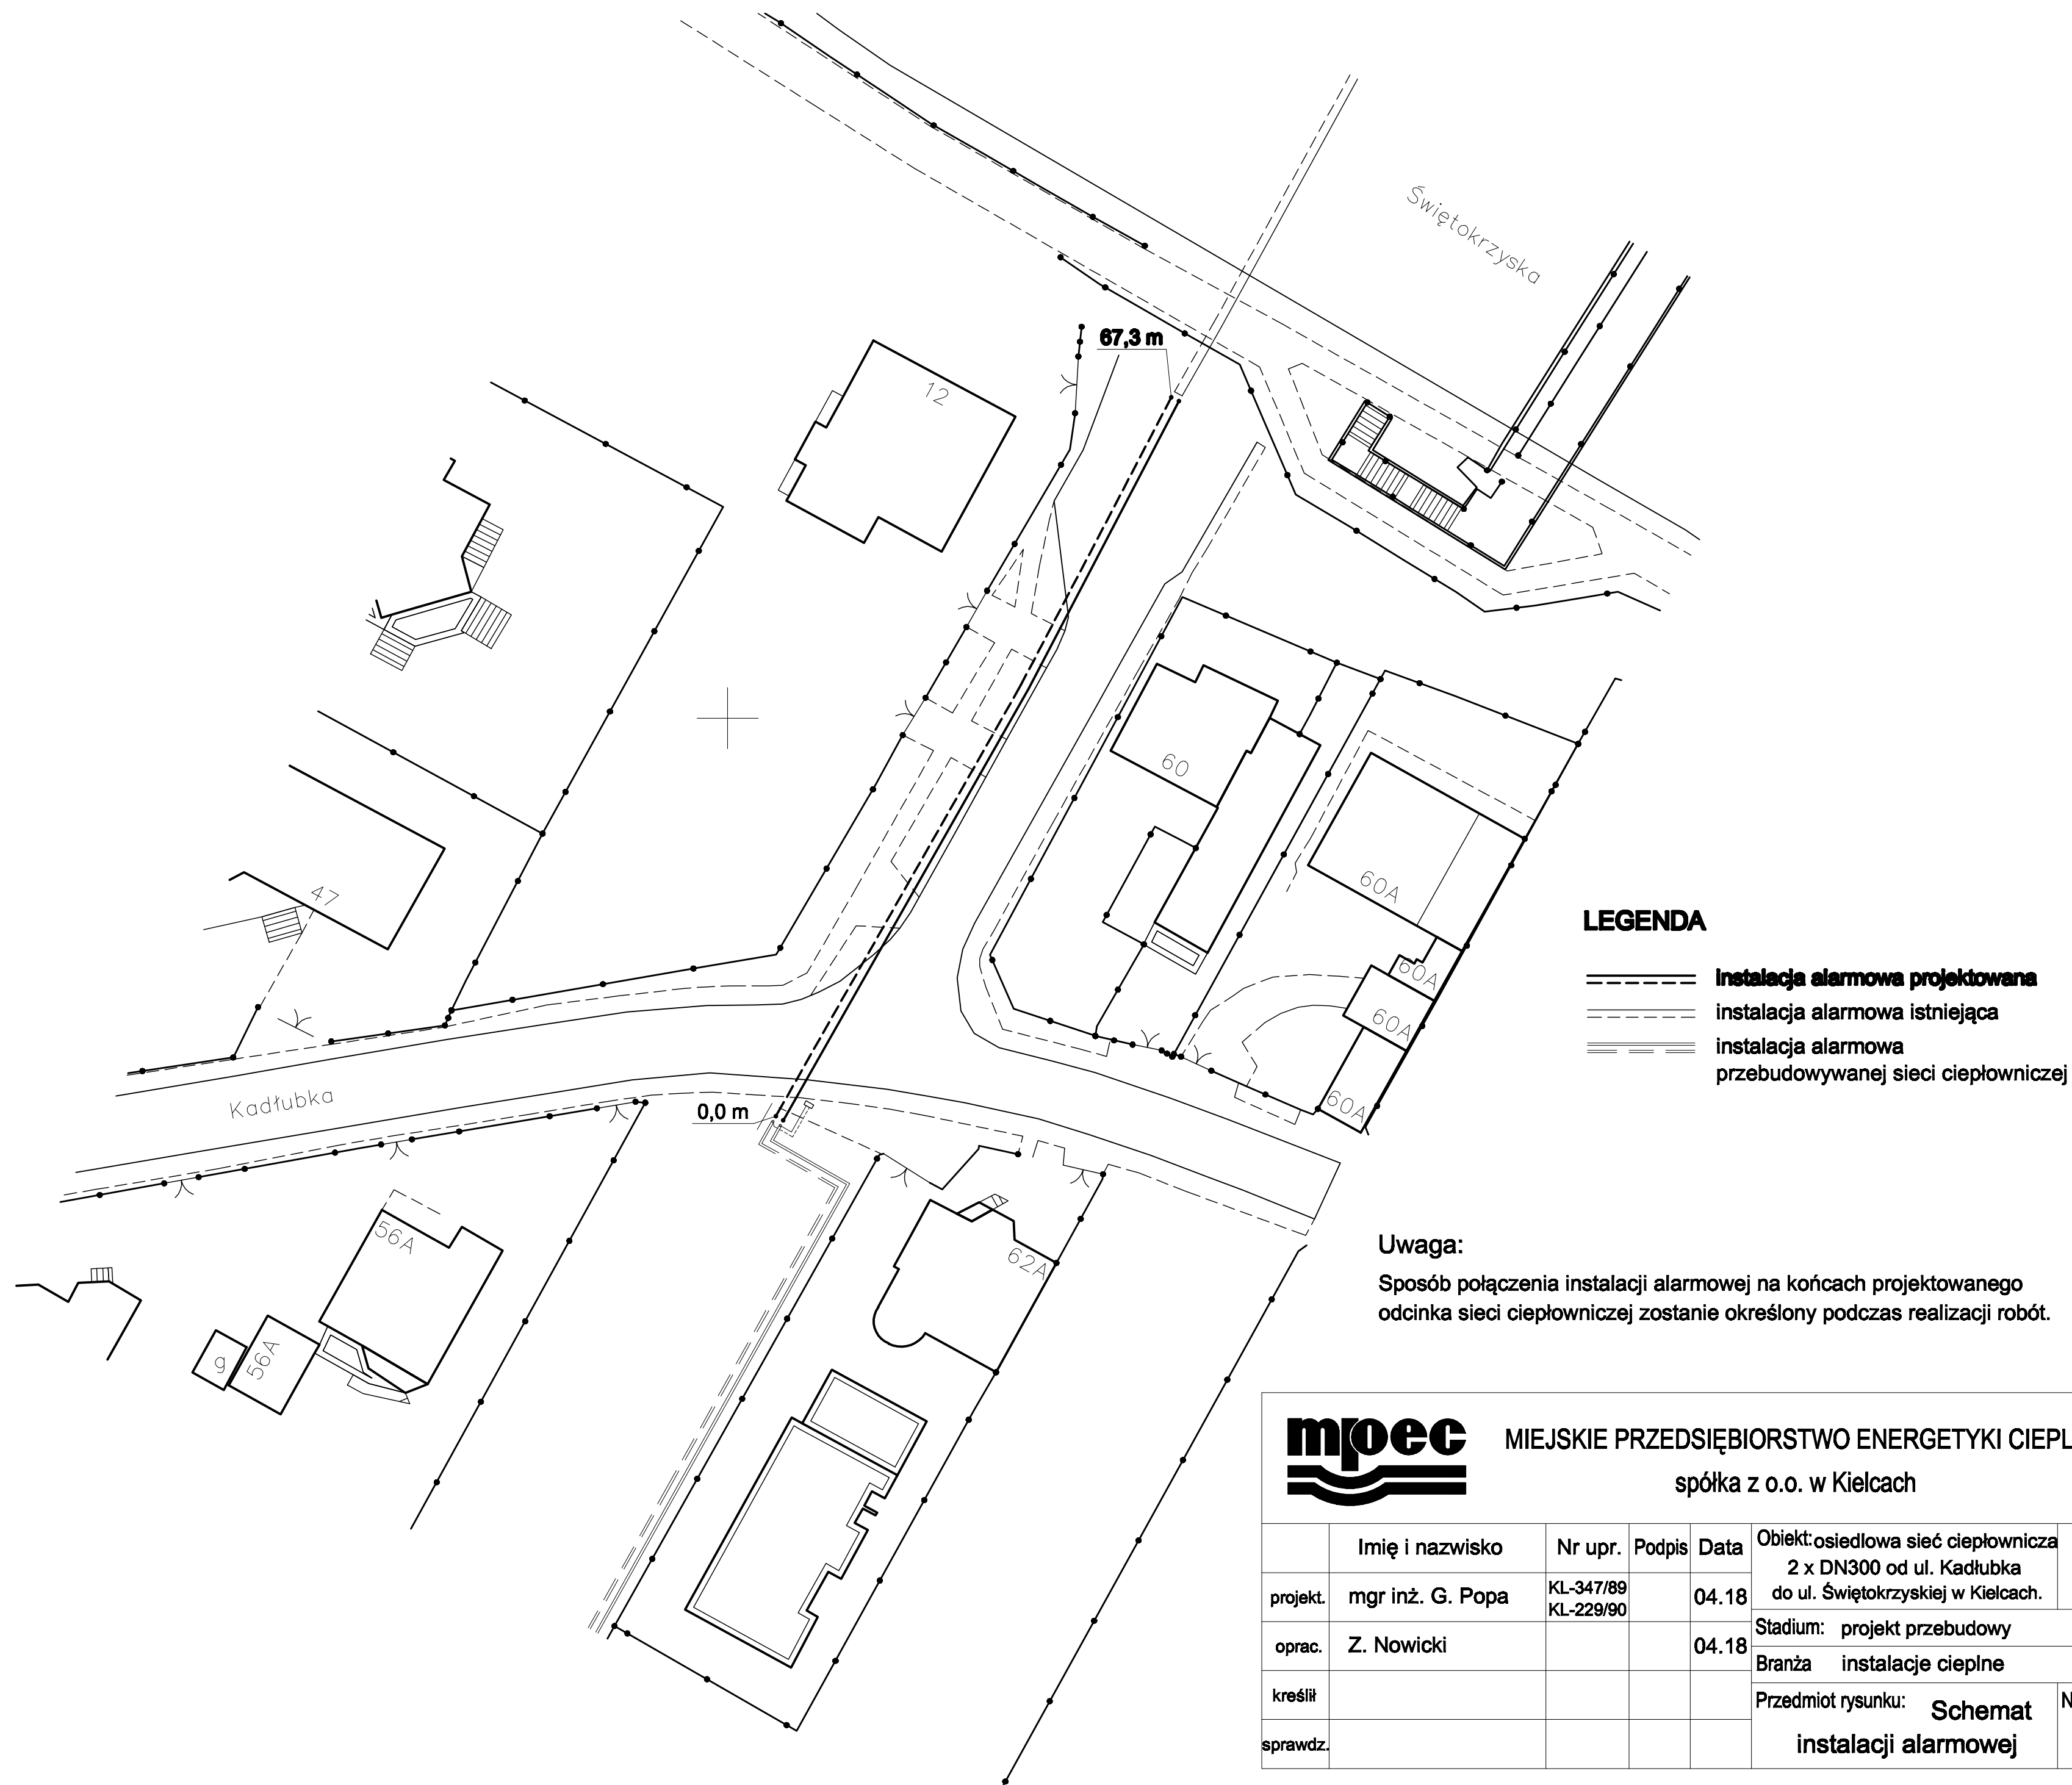 Świętokrzyska
67,3 m
12
60
47
60A
LEGENDA
instalacja alarmowa projektowana
instalacja alarmowa istniejąca
instalacja alarmowa
przebudowywanej sieci ciepłowniczej
60A
60A
60A
Kadłubka
0,0 m
56A
62A
g
56A
Uwaga:
Sposób połączenia instalacji alarmowej na końcach projektowanego
odcinka sieci ciepłowniczej zostanie określony podczas realizacji robót.
mpec
MIEJSKIE PRZEDSIĘBIORSTWO ENERGETYKI CIEPL
spółka z o.o. w Kielcach
Imię i nazwisko Nr upr. Podpis Data
Obiekt: osiedlowa sieć ciepłownicza
2 x DN300 od ul. Kadłubka
do ul. Świętokrzyskiej w Kielcach.
projekt. mgr inż. G. Popa KL-347/89 KL-229/90 04.18
oprac. Z. Nowicki 04.18
Stadium: projekt przebudowy
Branża instalacje cieplne
kreślił
Przedmiot rysunku: Schemat
instalacji alarmowej
N
sprawdz.